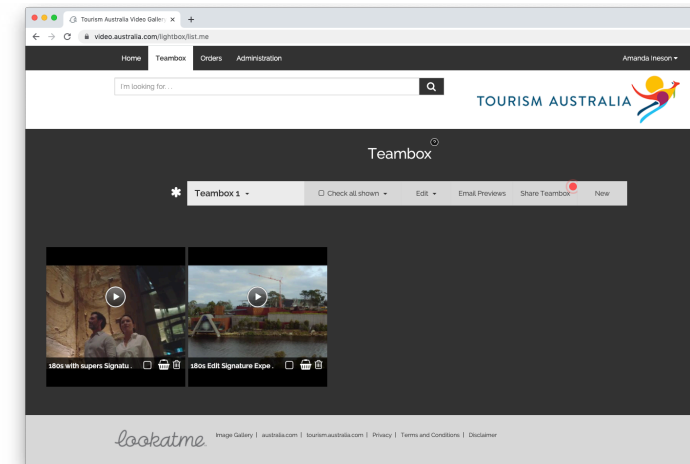 Tourism Australia Video Gallery
video.australia.com/lightbox/list.me
Home Teambox Orders Administration Amanda Ineson
I'm looking for. . .
TOURISM AUSTRALIA
Teambox
Teambox 1 Check all shown Edit Email Previews Share Teambox New
180s with supers Signatu . 180s Edit Signature Expe .
lookatme. Image Gallery | australia.com | tourism.australia.com | Privacy | Terms and Conditions | Disclaimer